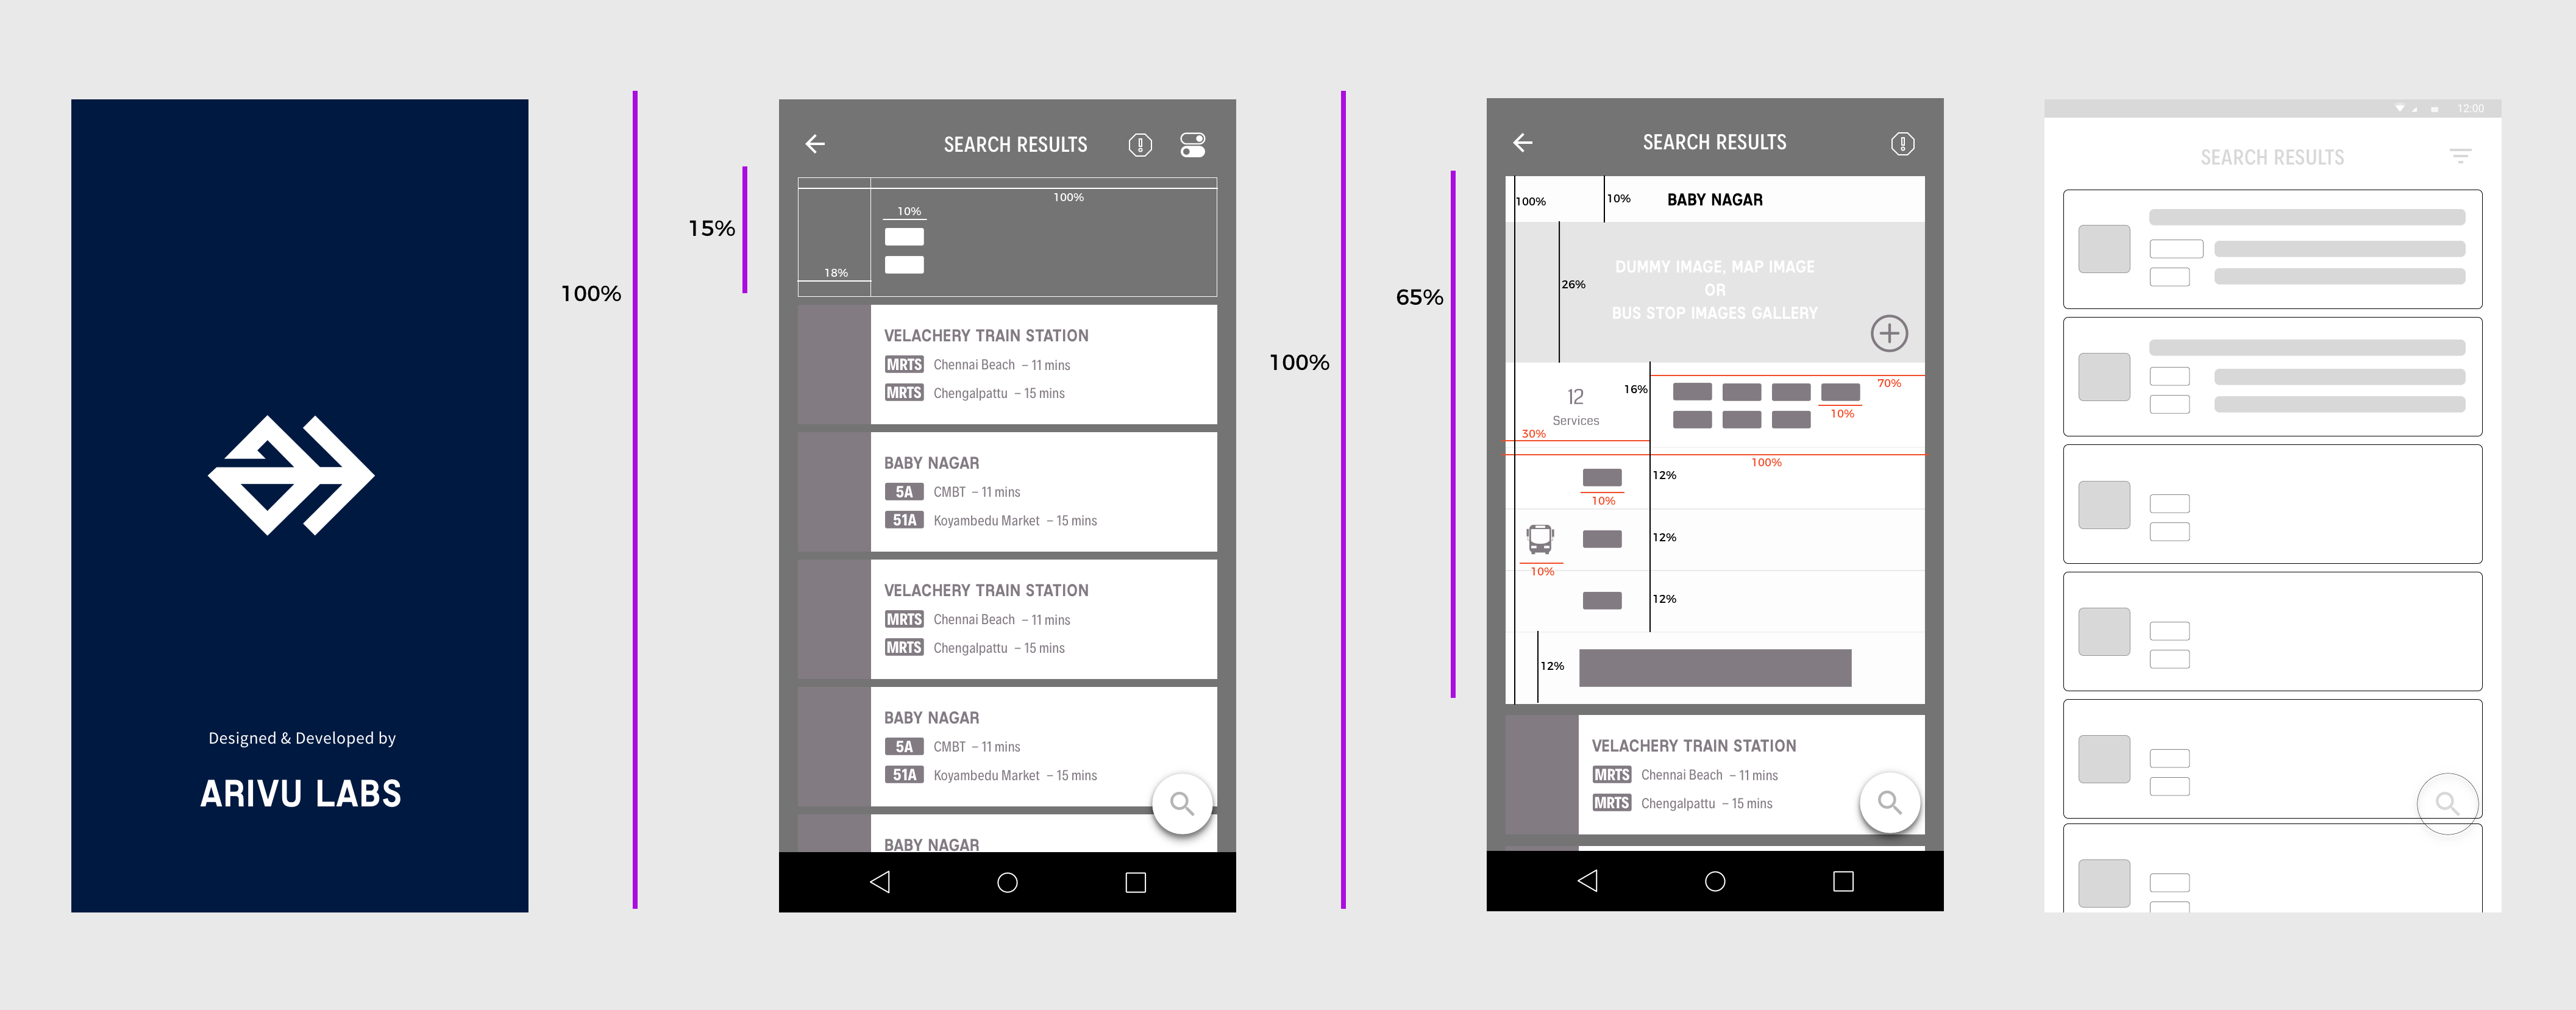 Designed & Developed by
ARIVU LABS
100%
15%
SEARCH RESULTS
100%
10%
18%
VELACHERY TRAIN STATION
MRTS Chennai Beach – 11 mins
MRTS Chengalpattu – 15 mins
BABY NAGAR
5A CMBT – 11 mins
51A Koyambedu Market – 15 mins
VELACHERY TRAIN STATION
MRTS Chennai Beach – 11 mins
MRTS Chengalpattu – 15 mins
BABY NAGAR
5A CMBT – 11 mins
51A Koyambedu Market – 15 mins
BABY NAGAR
100%
65%
SEARCH RESULTS
100%
10%
BABY NAGAR
26%
DUMMY IMAGE, MAP IMAGE
OR
BUS STOP IMAGES GALLERY
12
Services
16%
70%
10%
30%
100%
12%
10%
12%
10%
12%
12%
VELACHERY TRAIN STATION
MRTS Chennai Beach – 11 mins
MRTS Chengalpattu – 15 mins
12:00
SEARCH RESULTS